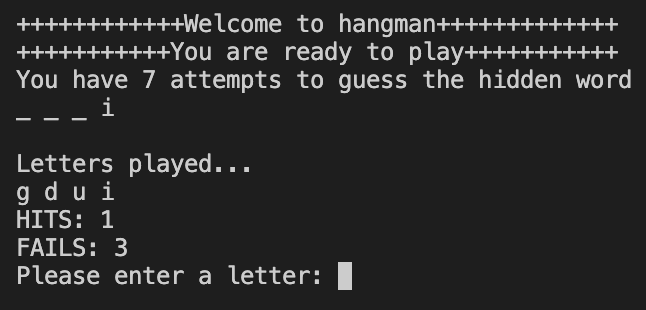 ++++++++++++Welcome to hangman+++++++++++++
+++++++++++You are ready to play+++++++++++
You have 7 attempts to guess the hidden word
_ _ _ i
Letters played...
g d u i
HITS: 1
FAILS: 3
Please enter a letter: